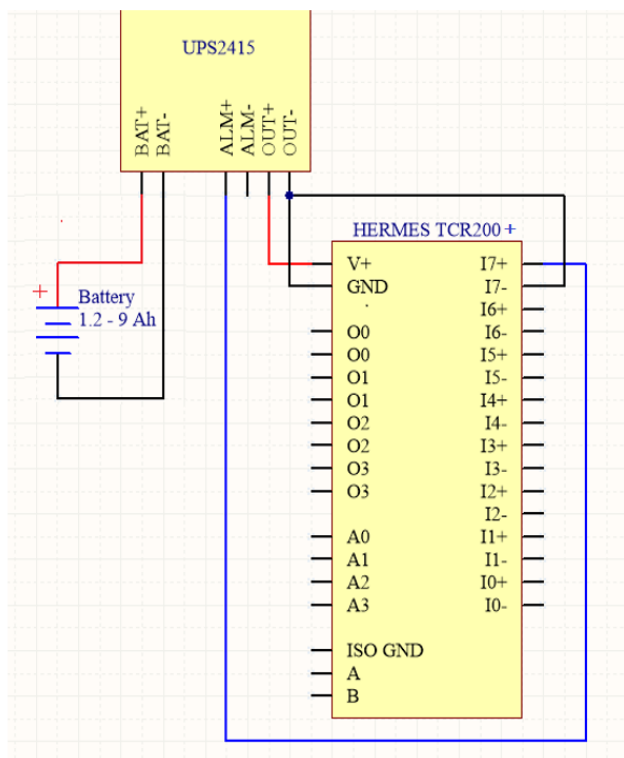 UPS2415
BAT+
BAT-
ALM+
ALM-
OUT+
OUT-
HERMES TCR200 +
+
Battery
1.2 - 9 Ah
V+
GND
O0
O0
O1
O1
O2
O2
O3
O3
A0
A1
A2
A3
ISO GND
A
B
I7+
I7-
I6+
I6-
I5+
I5-
I4+
I4-
I3+
I3-
I2+
I2-
I1+
I1-
I0+
I0-